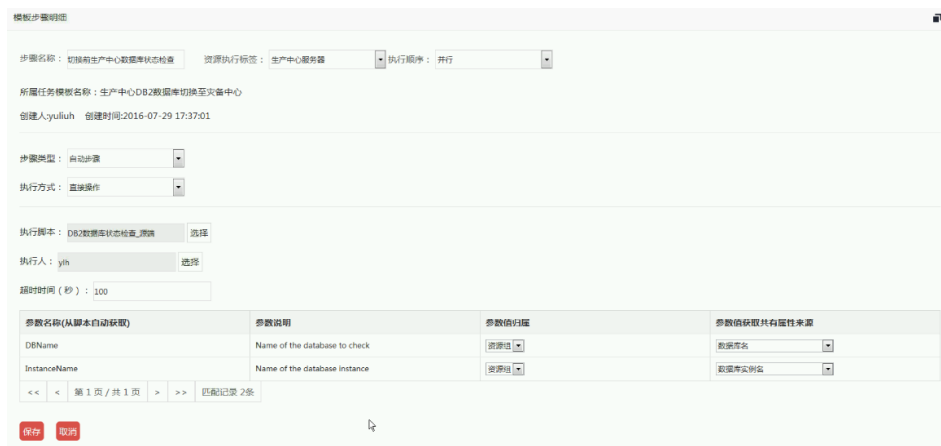 模板步骤明细
步骤名称： 切换前生产中心数据库状态检查 资源执行标签： 生产中心服务器 执行顺序： 并行
所属任务模板名称：生产中心DB2数据库切换至灾备中心
创建人:yuliuh 创建时间:2016-07-29 17:37:01
步骤类型： 自动步骤
执行方式： 直接操作
执行脚本： DB2数据库状态检查_源端 选择
执行人： ylh 选择
超时时间（秒）： 100
参数名称(从脚本自动获取) 参数说明 参数值归属 参数值获取共有属性来源
DBName Name of the database to check 资源组 数据库名
InstanceName Name of the database instance 资源组 数据库实例名
<< < 第 1 页 / 共 1 页 > >> 匹配记录 2条
保存 取消